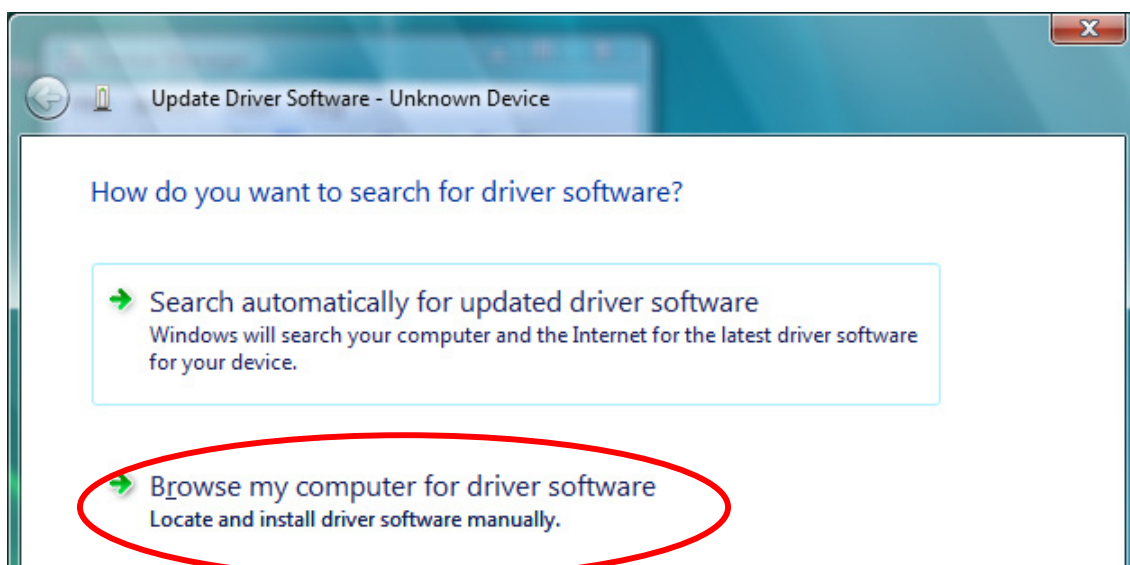 Update Driver Software - Unknown Device
How do you want to search for driver software?
Search automatically for updated driver software
Windows will search your computer and the Internet for the latest driver software
for your device.
Browse my computer for driver software
Locate and install driver software manually.